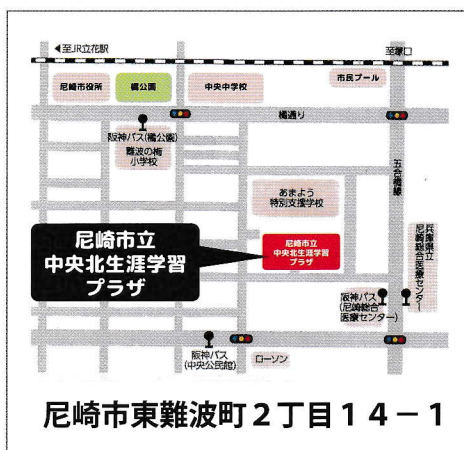 ◀至JR立花駅
至塚口
尼崎市役所
橘公園
中央中学校
市民プール
橘通り
阪神バス(橘公園)
難波の梅
小学校
五合橋線
あまよう
特別支援学校
尼崎市立
中央北生涯学習
プラザ
尼崎市立
中央北生涯学習
プラザ
兵庫県立
尼崎総合医療センター
阪神バス
(尼崎総合
医療センター)
阪神バス
(中央公民館)
ローソン
尼崎市東難波町2丁目14-1